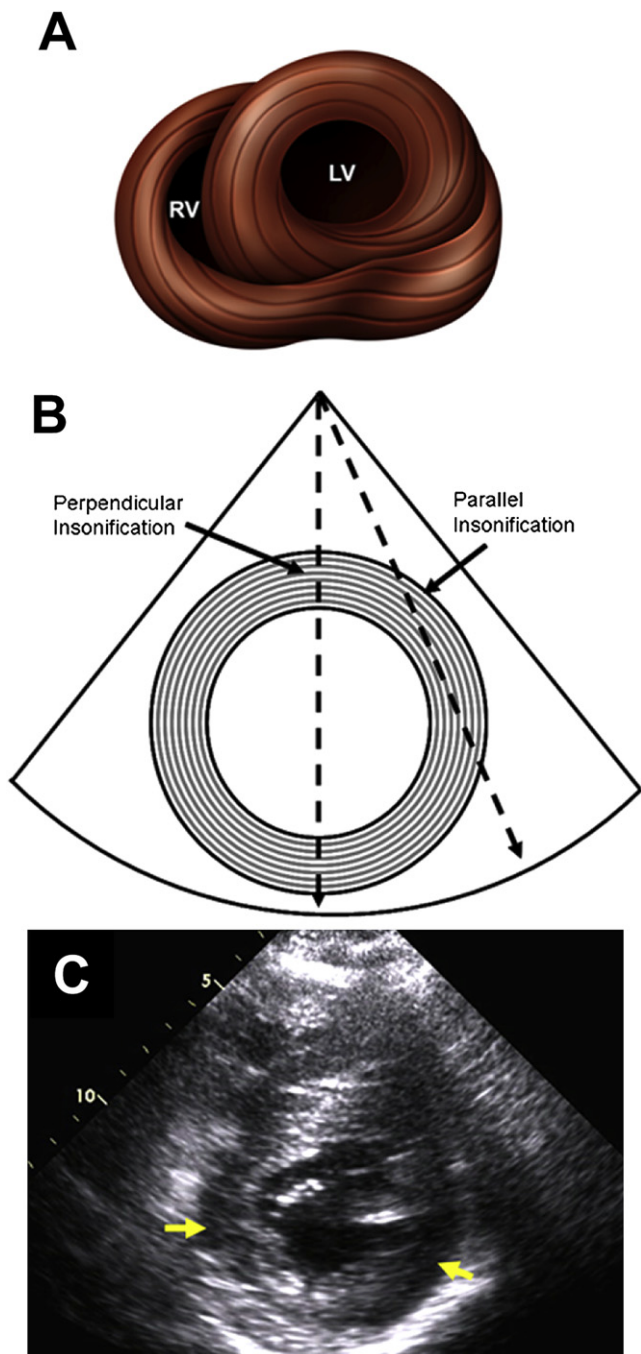 A
RV
LV
B
Perpendicular
Insonification
Parallel
Insonification
C
5
10